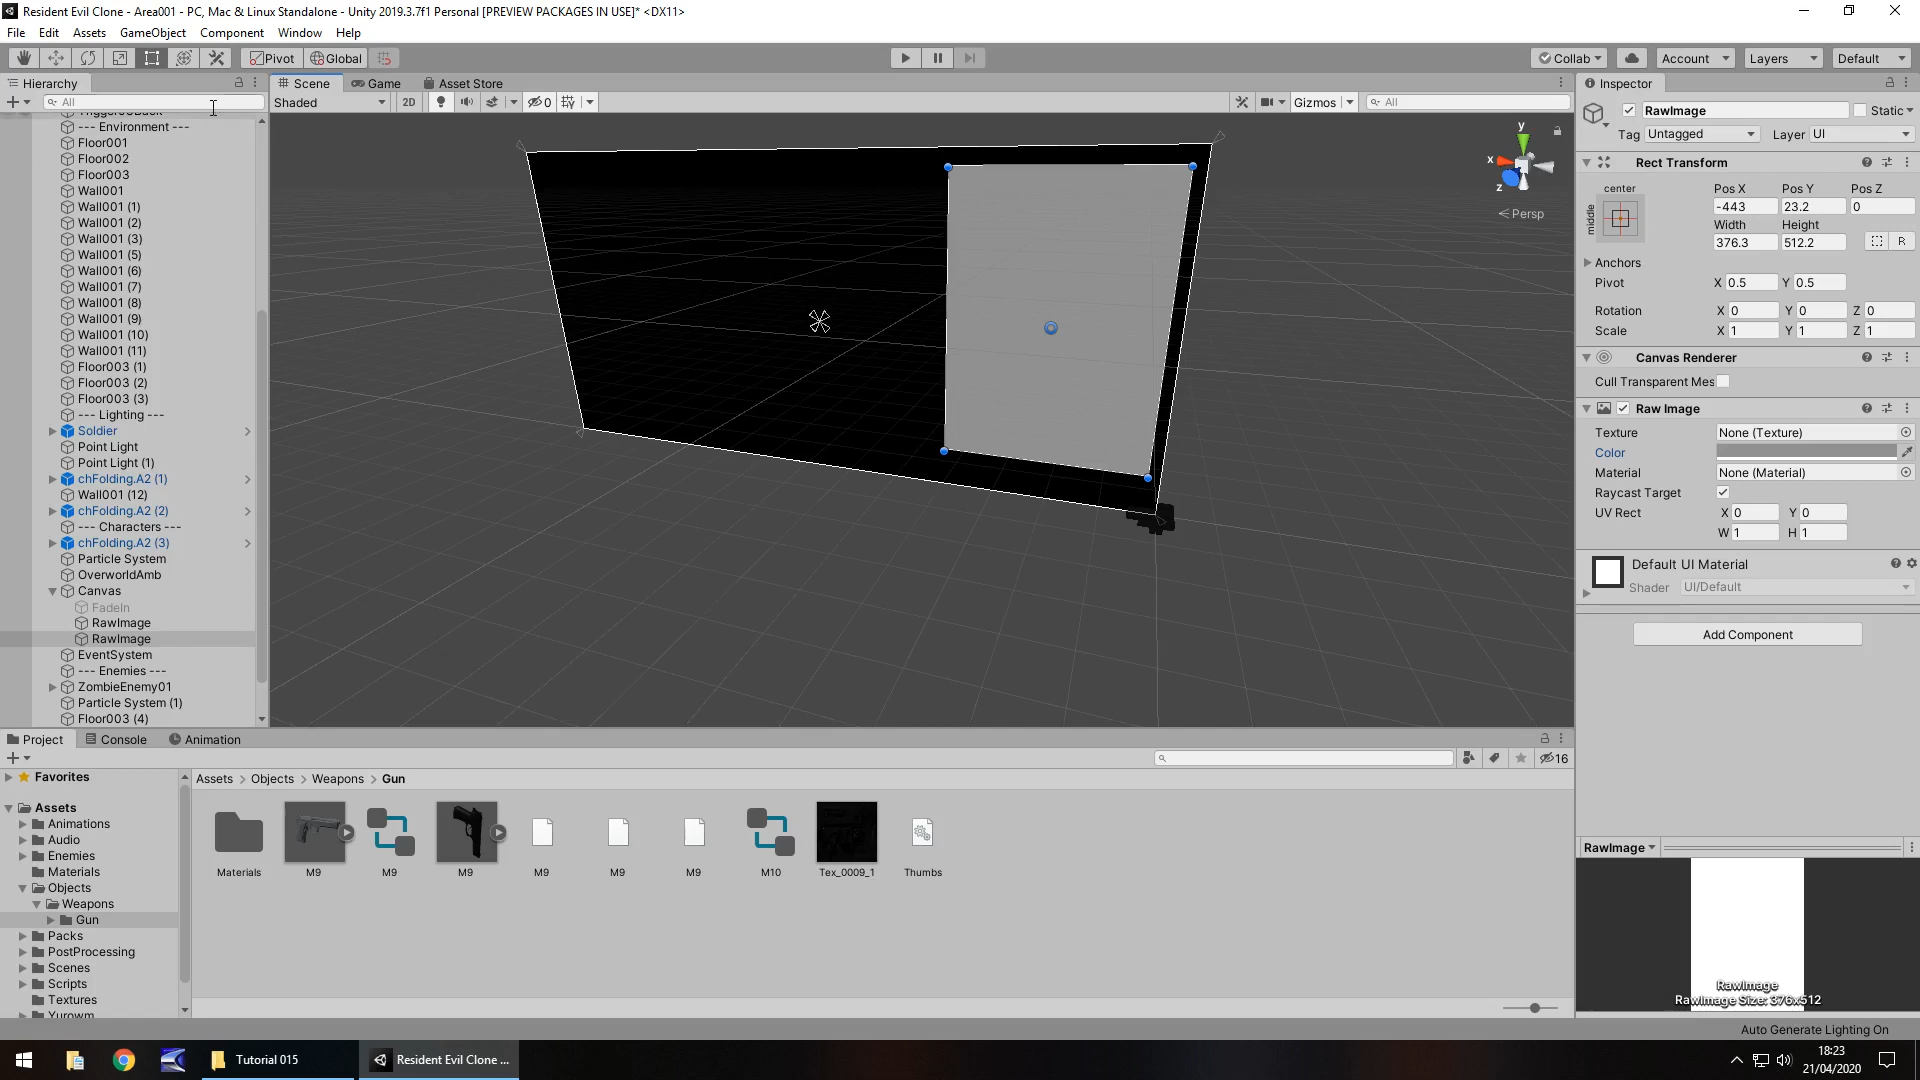 Resident Evil Clone - Area001 - PC, Mac & Linux Standalone - Unity 2019.3.7f1 Personal [PREVIEW PACKAGES IN USE]* <DX11>
File Edit Assets GameObject Component Window Help
Pivot Global Collab Account Layers Default
Hierarchy
All
--- Environment ---
Floor001
Floor002
Floor003
Wall001
Wall001 (1)
Wall001 (2)
Wall001 (3)
Wall001 (5)
Wall001 (6)
Wall001 (7)
Wall001 (8)
Wall001 (9)
Wall001 (10)
Wall001 (11)
Floor003 (1)
Floor003 (2)
Floor003 (3)
--- Lighting ---
Soldier
Point Light
Point Light (1)
chFolding.A2 (1)
Wall001 (12)
chFolding.A2 (2)
--- Characters ---
chFolding.A2 (3)
Particle System
OverworldAmb
Canvas
FadeIn
RawImage
RawImage
EventSystem
--- Enemies ---
ZombieEnemy01
Particle System (1)
Floor003 (4)
Scene Game Asset Store
Shaded 2D 0 Gizmos All
y
x
z
Persp
Inspector
RawImage Static
Tag Untagged Layer UI
Rect Transform
center Pos X Pos Y Pos Z
middle -443 23.2 0
Width Height
376.3 512.2 R
Anchors
Pivot X 0.5 Y 0.5
Rotation X 0 Y 0 Z 0
Scale X 1 Y 1 Z 1
Canvas Renderer
Cull Transparent Mes
Raw Image
Texture None (Texture)
Color
Material None (Material)
Raycast Target
UV Rect X 0 Y 0
W 1 H 1
Default UI Material
Shader UI/Default
Add Component
RawImage
RawImage
RawImage Size: 376x512
Project Console Animation
16
Favorites
Assets
Animations
Audio
Enemies
Materials
Objects
Weapons
Gun
Packs
PostProcessing
Scenes
Scripts
Textures
Yurowm
Assets > Objects > Weapons > Gun
Materials M9 M9 M9 M9 M9 M9 M10 Tex_0009_1 Thumbs
Auto Generate Lighting On
Tutorial 015
Resident Evil Clone ...
18:23
21/04/2020